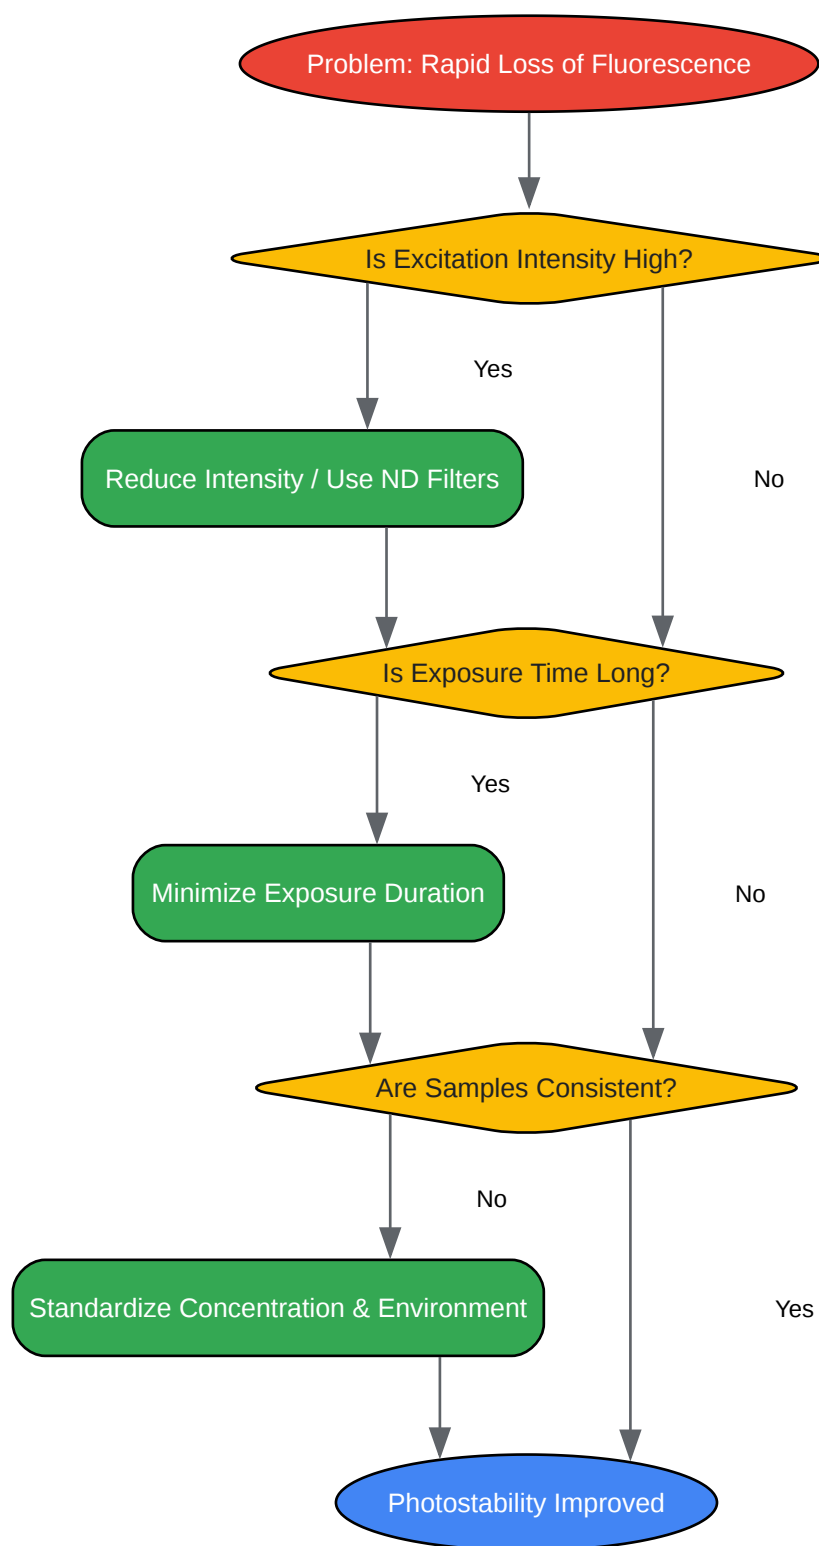 Problem: Rapid Loss of Fluorescence
Is Excitation Intensity High?
Yes
Reduce Intensity / Use ND Filters
No
Is Exposure Time Long?
Yes
Minimize Exposure Duration
No
Are Samples Consistent?
No
Standardize Concentration & Environment
Yes
Photostability Improved